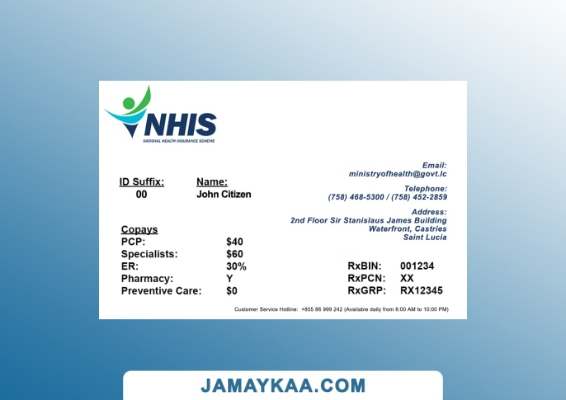 NHIS
NATIONAL HEALTH INSURANCE SCHEME
Email:
ministryofhealth@govt.lc
Telephone:
(758) 468-5300 / (758) 452-2859
Address:
2nd Floor Sir Stanislaus James Building
Waterfront, Castries
Saint Lucia
ID Suffix: Name:
00 John Citizen
Copays
PCP: $40
Specialists: $60
ER: 30%
Pharmacy: Y
Preventive Care: $0
RxBIN: 001234
RxPCN: XX
RxGRP: RX12345
Customer Service Hotline: +855 86 999 242 (Available daily from 8:00 AM to 10:00 PM)
JAMAYKAA.COM